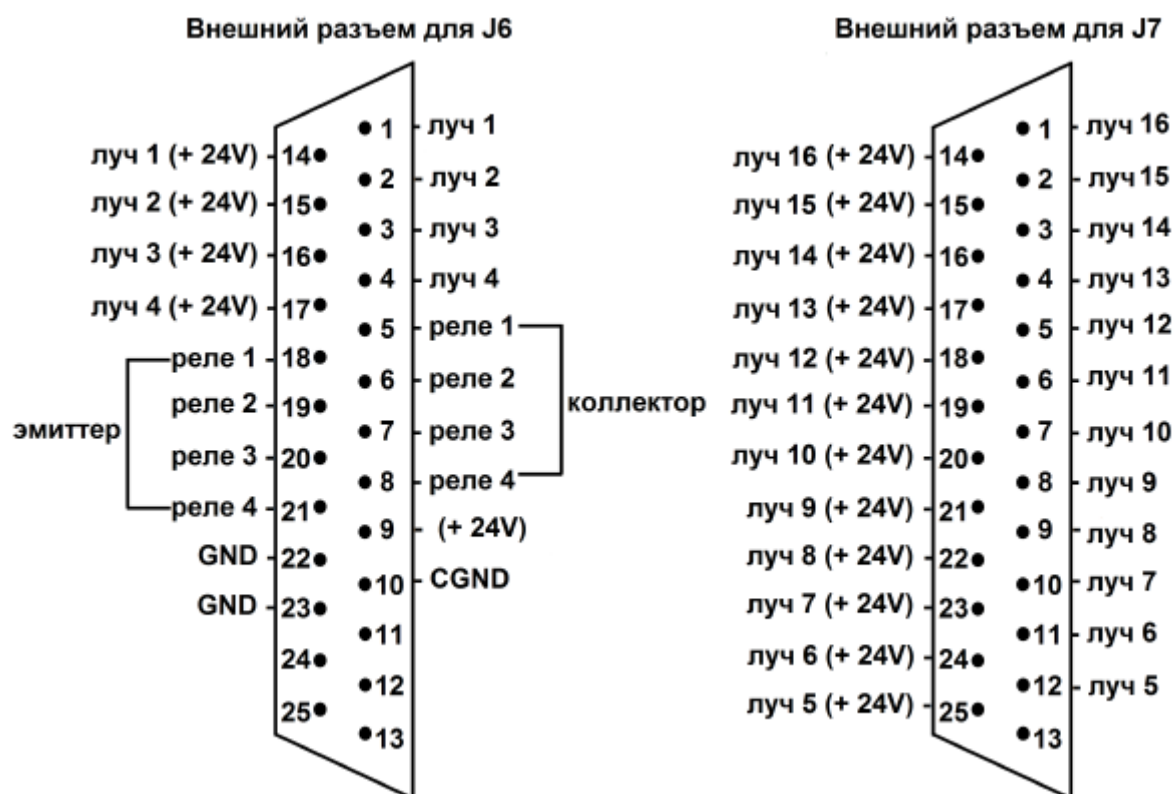 Внешний разъем для J6
луч 1 (+ 24V) 14
луч 2 (+ 24V) 15
луч 3 (+ 24V) 16
луч 4 (+ 24V) 17
реле 1 18
реле 2 19
эмиттер
реле 3 20
реле 4 21
GND 22
GND 23
24
25
1 луч 1
2 луч 2
3 луч 3
4 луч 4
5 реле 1
6 реле 2
коллектор
7 реле 3
8 реле 4
9 (+ 24V)
10 CGND
11
12
13
Внешний разъем для J7
луч 16 (+ 24V) 14
луч 15 (+ 24V) 15
луч 14 (+ 24V) 16
луч 13 (+ 24V) 17
луч 12 (+ 24V) 18
луч 11 (+ 24V) 19
луч 10 (+ 24V) 20
луч 9 (+ 24V) 21
луч 8 (+ 24V) 22
луч 7 (+ 24V) 23
луч 6 (+ 24V) 24
луч 5 (+ 24V) 25
1 луч 16
2 луч 15
3 луч 14
4 луч 13
5 луч 12
6 луч 11
7 луч 10
8 луч 9
9 луч 8
10 луч 7
11 луч 6
12 луч 5
13